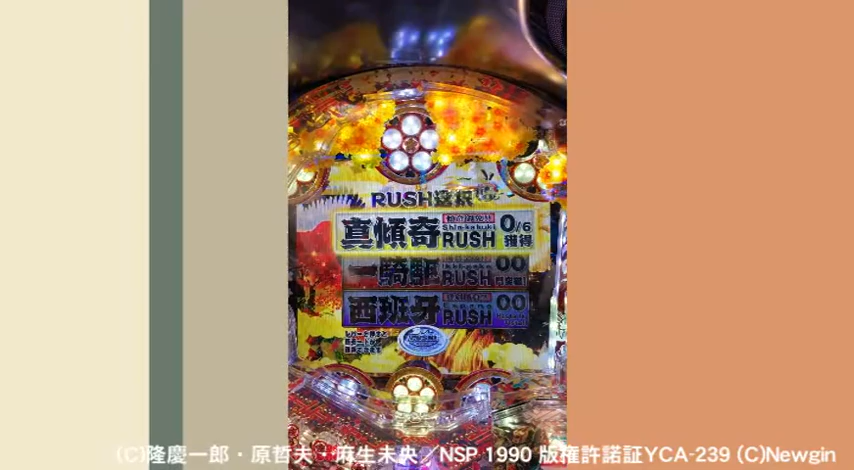 RUSH選択
真傾奇 Shin-kabuki RUSH 0/6 獲得
一騎駆 RUSH 00
西班牙 RUSH 00
(C)隆慶一郎・原哲夫・麻生未央／NSP 1990 版権許諾証YCA-239 (C)Newgin